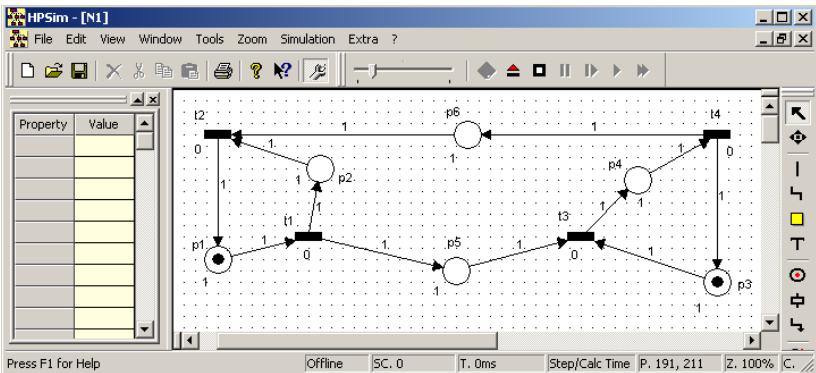 HPSim - [N1]
File Edit View Window Tools Zoom Simulation Extra ?
Property Value
t2
p6
t4
1
1
0
1
1
0
1
p2
1
p4
1
1
1
1
1
1
t1
t3
p1
1
0
1
p5
1
0
1
1
1
p3
1
Press F1 for Help
Offline
SC. 0
T. 0ms
Step/Calc Time
P. 191, 211
Z. 100%
C.